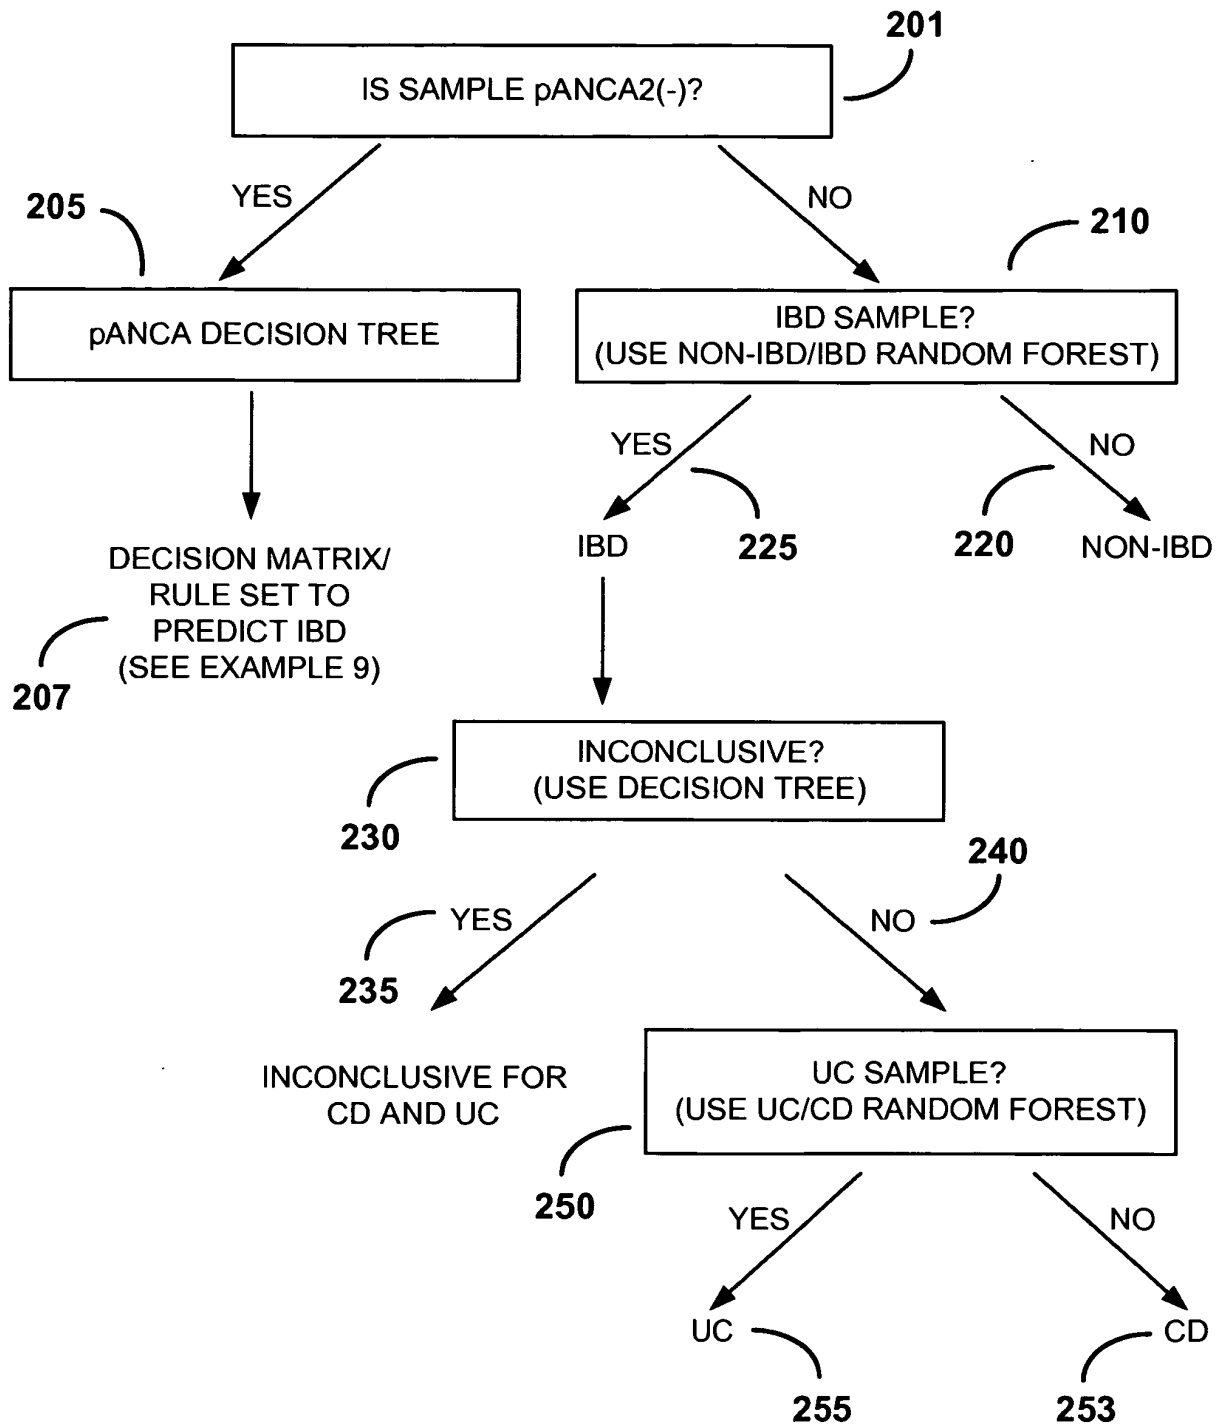 201
IS SAMPLE pANCA2(-)?
YES
NO
205
210
pANCA DECISION TREE
IBD SAMPLE?
(USE NON-IBD/IBD RANDOM FOREST)
YES
NO
IBD
225
220
NON-IBD
DECISION MATRIX/
RULE SET TO
PREDICT IBD
(SEE EXAMPLE 9)
207
INCONCLUSIVE?
(USE DECISION TREE)
230
240
YES
NO
235
INCONCLUSIVE FOR
CD AND UC
UC SAMPLE?
(USE UC/CD RANDOM FOREST)
250
YES
NO
UC
CD
255
253